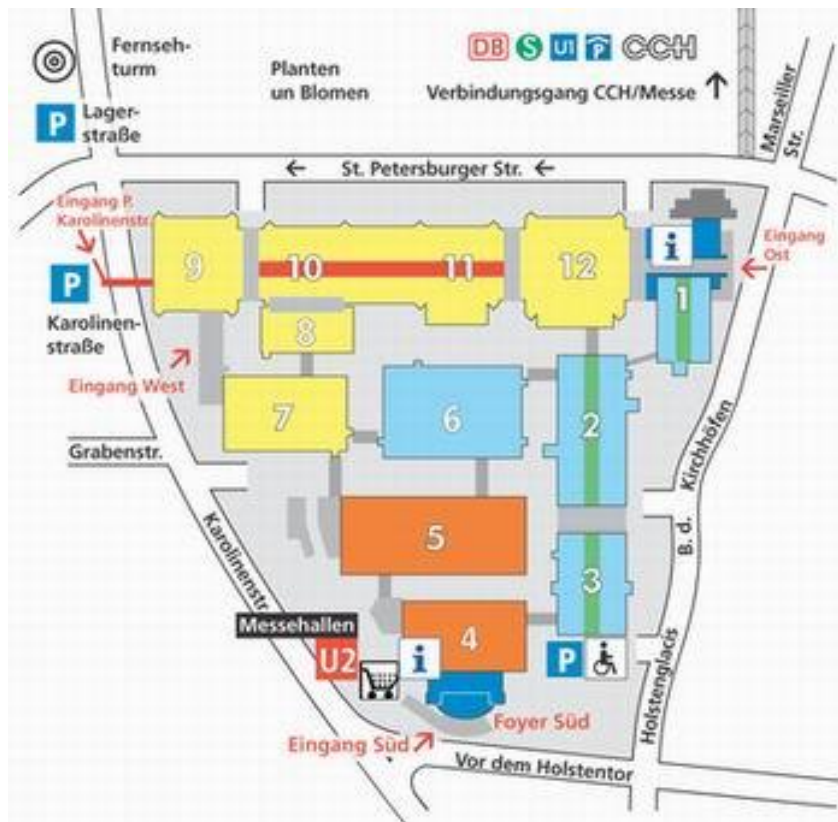 Fernseh-
turm
P
Lager-
straße
Planten
un Blomen
DB S U1 P CCH
Verbindungsgang CCH/Messe
Marseiller
Str.
St. Petersburger Str.
Eingang P.
Karolinenstr.
P
Karolinen-
straße
9
10
11
12
i
Eingang
Ost
1
8
Eingang West
7
6
2
Grabenstr.
Karolinenstr.
5
B. d. Kirchhöfen
3
Messehallen
U2
i
4
P
Holstenglacis
Foyer Süd
Eingang Süd
Vor dem Holstentor